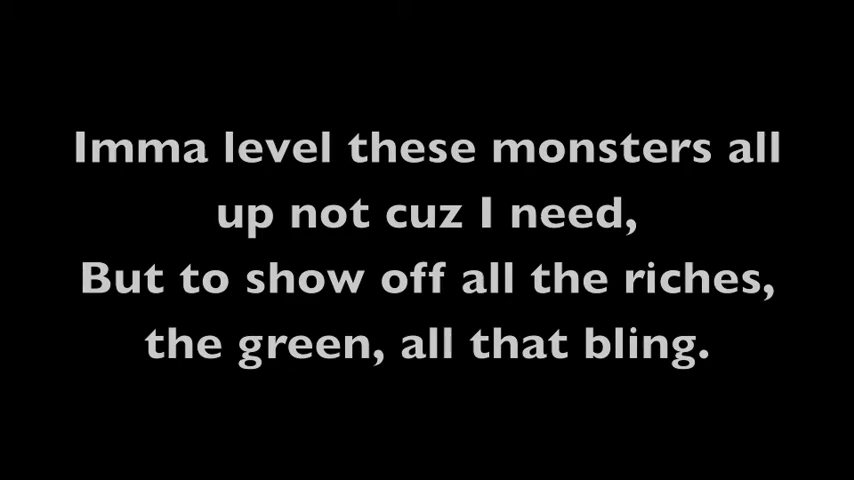 Imma level these monsters all
up not cuz I need,
But to show off all the riches,
the green, all that bling.